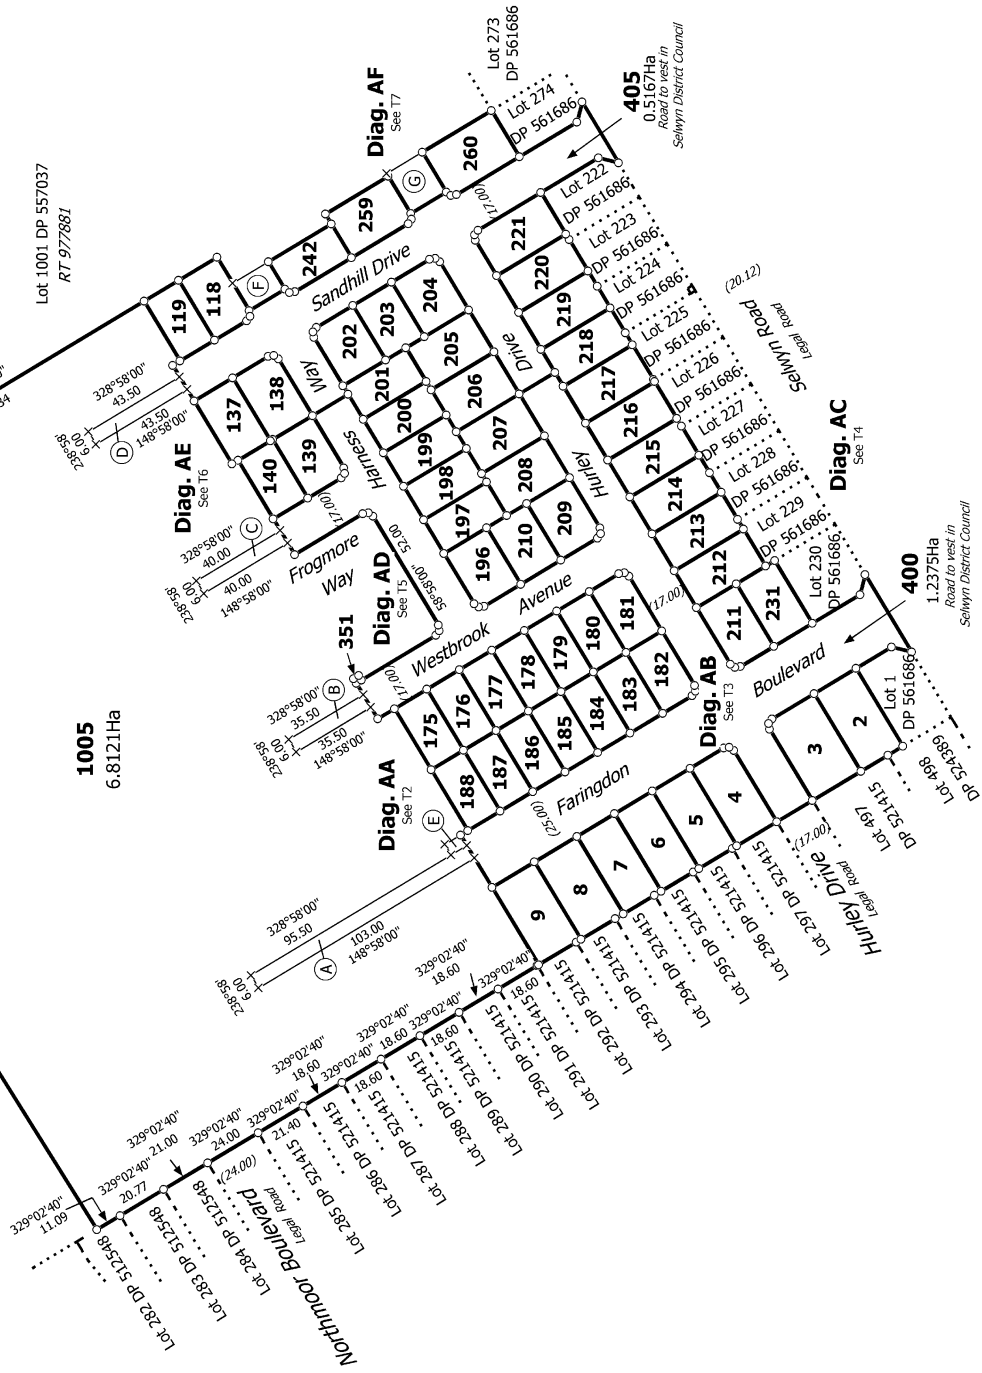 Lot 273
DP 561686
Lot 274
DP 561686
405
0.5167Ha
Road to vest in
Selwyn District Council
Diag. AF
See T7
Lot 1001 DP 557037
RT 977881
260
G
259
242
F
118
119
Sandhill Drive
(17.00)
Lot 222
DP 561686
Lot 223
DP 561686
Lot 224
DP 561686
Lot 225
DP 561686
Lot 226
DP 561686
Lot 227
DP 561686
Lot 228
DP 561686
Lot 229
DP 561686
Lot 230
DP 561686
(20.12)
Selwyn Road
Legal Road
221
220
219
218
217
216
215
214
213
212
211
231
Diag. AC
See T4
328°58'00"
43.50
43.50
148°58'00"
238°58'
6.00
D
Diag. AE
See T6
137
138
139
140
Harness
Way
202
203
204
201
205
200
206
199
207
198
208
197
209
196
210
Hurley
Drive
328°58'00"
40.00
40.00
148°58'00"
238°58'
6.00
C
(17.00)
Frogmore
Way
52.00
58°58'00"
Diag. AD
See T5
351
Westbrook
Avenue
(17.00)
(17.00)
328°58'00"
35.50
35.50
148°58'00"
238°58'
6.00
B
1005
6.8121Ha
175
176
177
178
179
180
181
182
183
184
185
186
187
188
Diag. AB
See T3
Boulevard
Faringdon
(25.00)
400
1.2375Ha
Road to vest in
Selwyn District Council
Diag. AA
See T2
E
328°58'00"
95.50
103.00
148°58'00"
238°58'
6.00
A
Lot 1
DP 561686
2
3
4
5
6
7
8
9
Lot 498
DP 524389
Lot 497
DP 521415
(17.00)
Hurley Drive
Legal Road
Lot 297 DP 521415
Lot 296 DP 521415
Lot 295 DP 521415
Lot 294 DP 521415
Lot 293 DP 521415
Lot 292 DP 521415
Lot 291 DP 521415
Lot 290 DP 521415
Lot 289 DP 521415
Lot 288 DP 521415
Lot 287 DP 521415
Lot 286 DP 521415
Lot 285 DP 521415
Lot 284 DP 512548
Lot 283 DP 512548
Lot 282 DP 512548
329°02'40"
18.60
329°02'40"
18.60
329°02'40"
18.60
329°02'40"
18.60
329°02'40"
18.60
329°02'40"
18.60
329°02'40"
21.40
329°02'40"
24.00
329°02'40"
21.00
329°02'40"
20.77
329°02'40"
11.09
(24.00)
Northmoor Boulevard
Legal Road